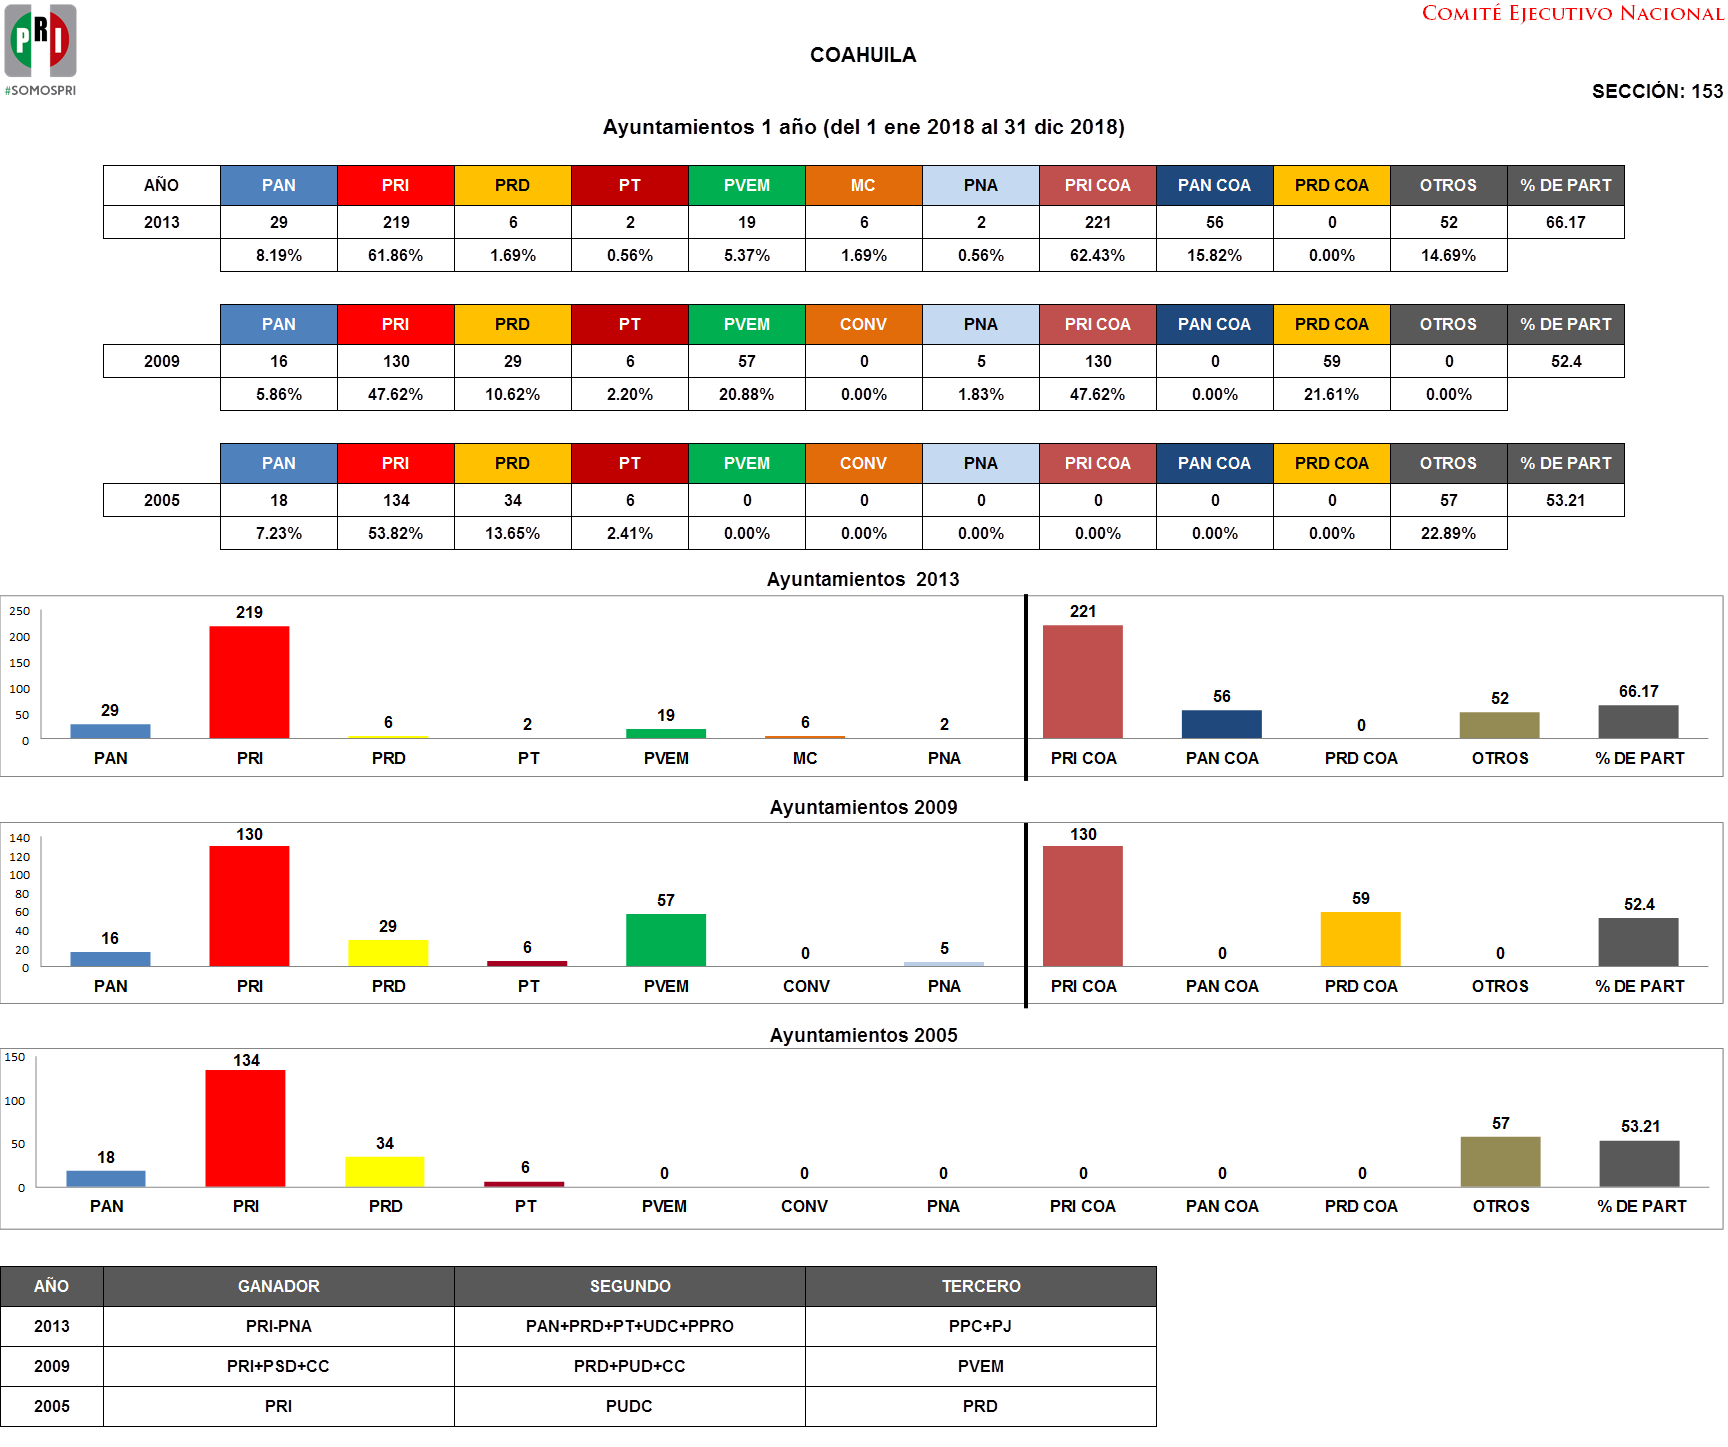 COMITÉ EJECUTIVO NACIONAL
PRI
#SOMOSPRI
COAHUILA
SECCIÓN: 153
Ayuntamientos 1 año (del 1 ene 2018 al 31 dic 2018)
AÑO PAN PRI PRD PT PVEM MC PNA PRI COA PAN COA PRD COA OTROS % DE PART
2013 29 219 6 2 19 6 2 221 56 0 52 66.17
8.19% 61.86% 1.69% 0.56% 5.37% 1.69% 0.56% 62.43% 15.82% 0.00% 14.69%
PAN PRI PRD PT PVEM CONV PNA PRI COA PAN COA PRD COA OTROS % DE PART
2009 16 130 29 6 57 0 5 130 0 59 0 52.4
5.86% 47.62% 10.62% 2.20% 20.88% 0.00% 1.83% 47.62% 0.00% 21.61% 0.00%
PAN PRI PRD PT PVEM CONV PNA PRI COA PAN COA PRD COA OTROS % DE PART
2005 18 134 34 6 0 0 0 0 0 0 57 53.21
7.23% 53.82% 13.65% 2.41% 0.00% 0.00% 0.00% 0.00% 0.00% 0.00% 22.89%
Ayuntamientos 2013
250
200
150
100
50
0
29 219 6 2 19 6 2 221 56 0 52 66.17
PAN PRI PRD PT PVEM MC PNA PRI COA PAN COA PRD COA OTROS % DE PART
Ayuntamientos 2009
140
120
100
80
60
40
20
0
16 130 29 6 57 0 5 130 0 59 0 52.4
PAN PRI PRD PT PVEM CONV PNA PRI COA PAN COA PRD COA OTROS % DE PART
Ayuntamientos 2005
150
100
50
0
18 134 34 6 0 0 0 0 0 0 57 53.21
PAN PRI PRD PT PVEM CONV PNA PRI COA PAN COA PRD COA OTROS % DE PART
AÑO GANADOR SEGUNDO TERCERO
2013 PRI-PNA PAN+PRD+PT+UDC+PPRO PPC+PJ
2009 PRI+PSD+CC PRD+PUD+CC PVEM
2005 PRI PUDC PRD